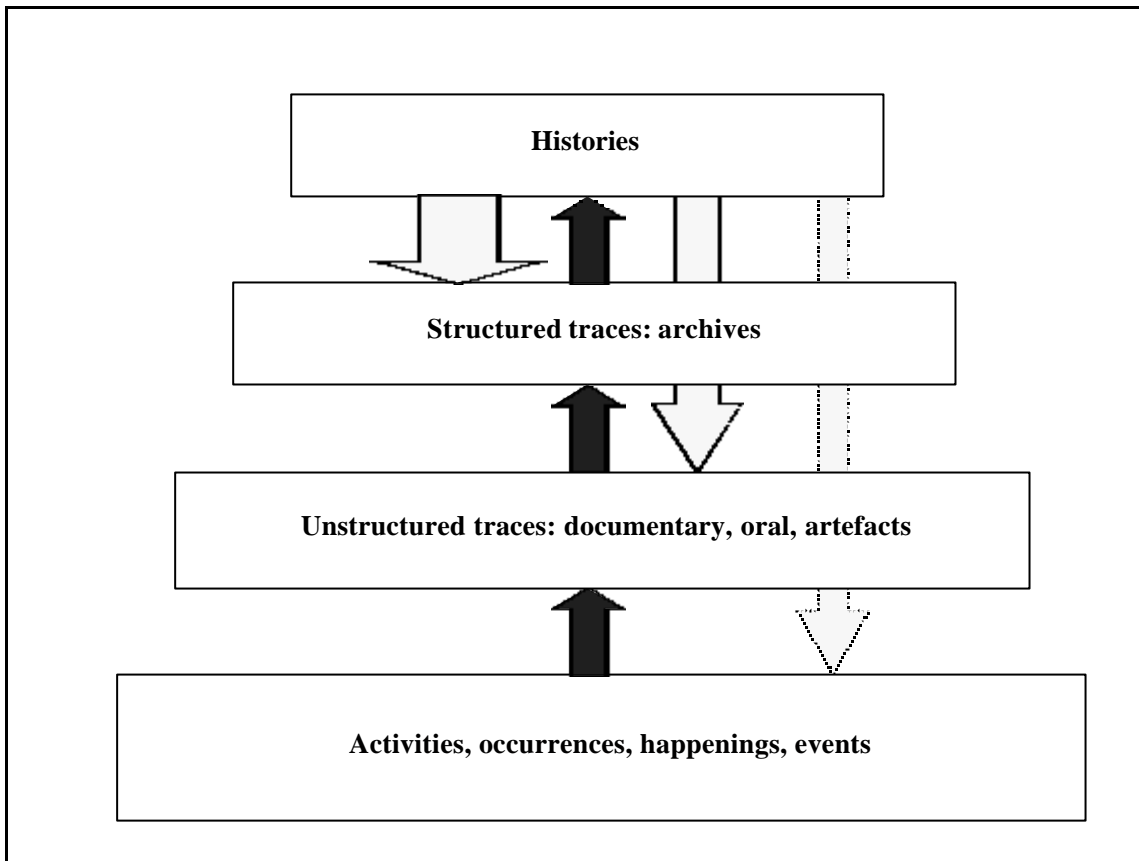 Histories
Structured traces: archives
Unstructured traces: documentary, oral, artefacts
Activities, occurrences, happenings, events